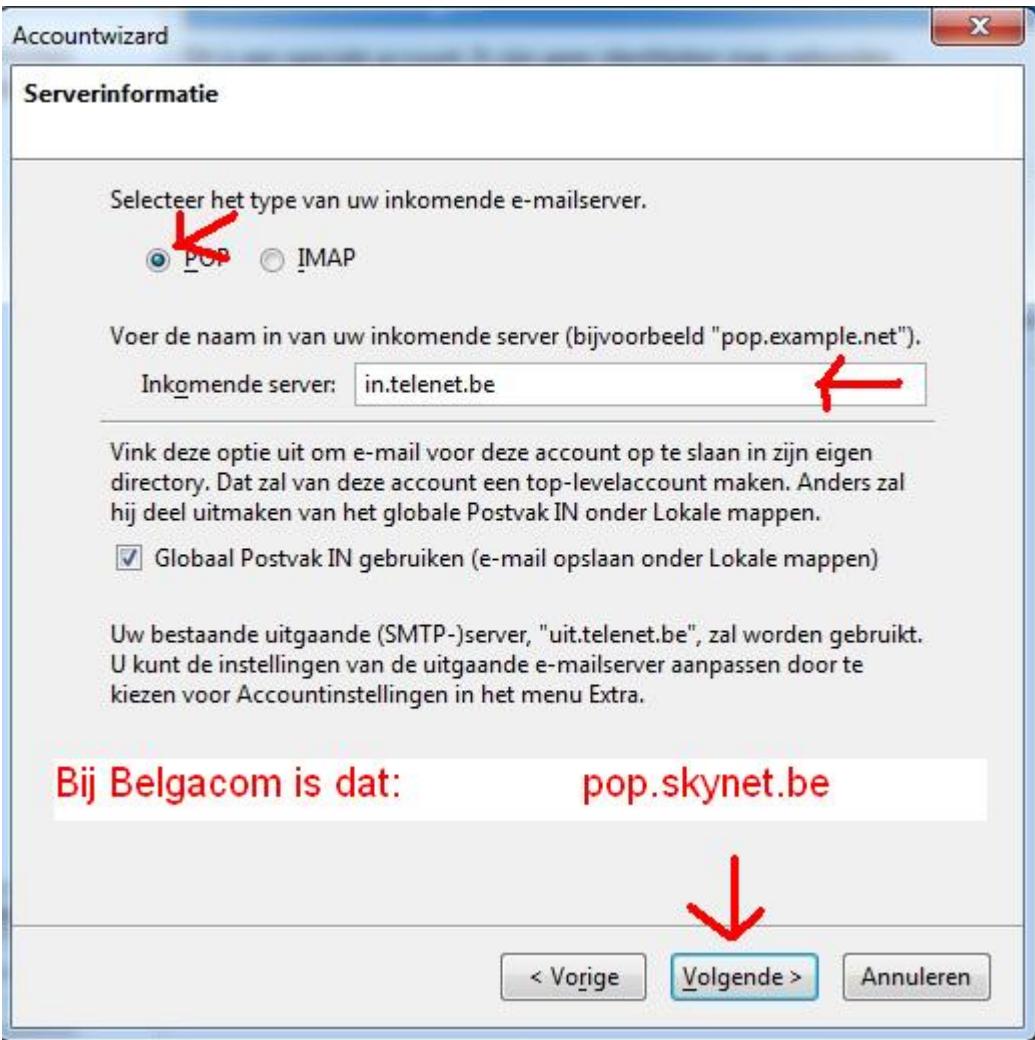 Accountwizard
Serverinformatie
Selecteer het type van uw inkomende e-mailserver.
POP IMAP
Voer de naam in van uw inkomende server (bijvoorbeeld "pop.example.net").
Inkomende server: in.telenet.be
Vink deze optie uit om e-mail voor deze account op te slaan in zijn eigen
directory. Dat zal van deze account een top-levelaccount maken. Anders zal
hij deel uitmaken van het globale Postvak IN onder Lokale mappen.
Globaal Postvak IN gebruiken (e-mail opslaan onder Lokale mappen)
Uw bestaande uitgaande (SMTP-)server, "uit.telenet.be", zal worden gebruikt.
U kunt de instellingen van de uitgaande e-mailserver aanpassen door te
kiezen voor Accountinstellingen in het menu Extra.
Bij Belgacom is dat: pop.skynet.be
< Vorige Volgende > Annuleren